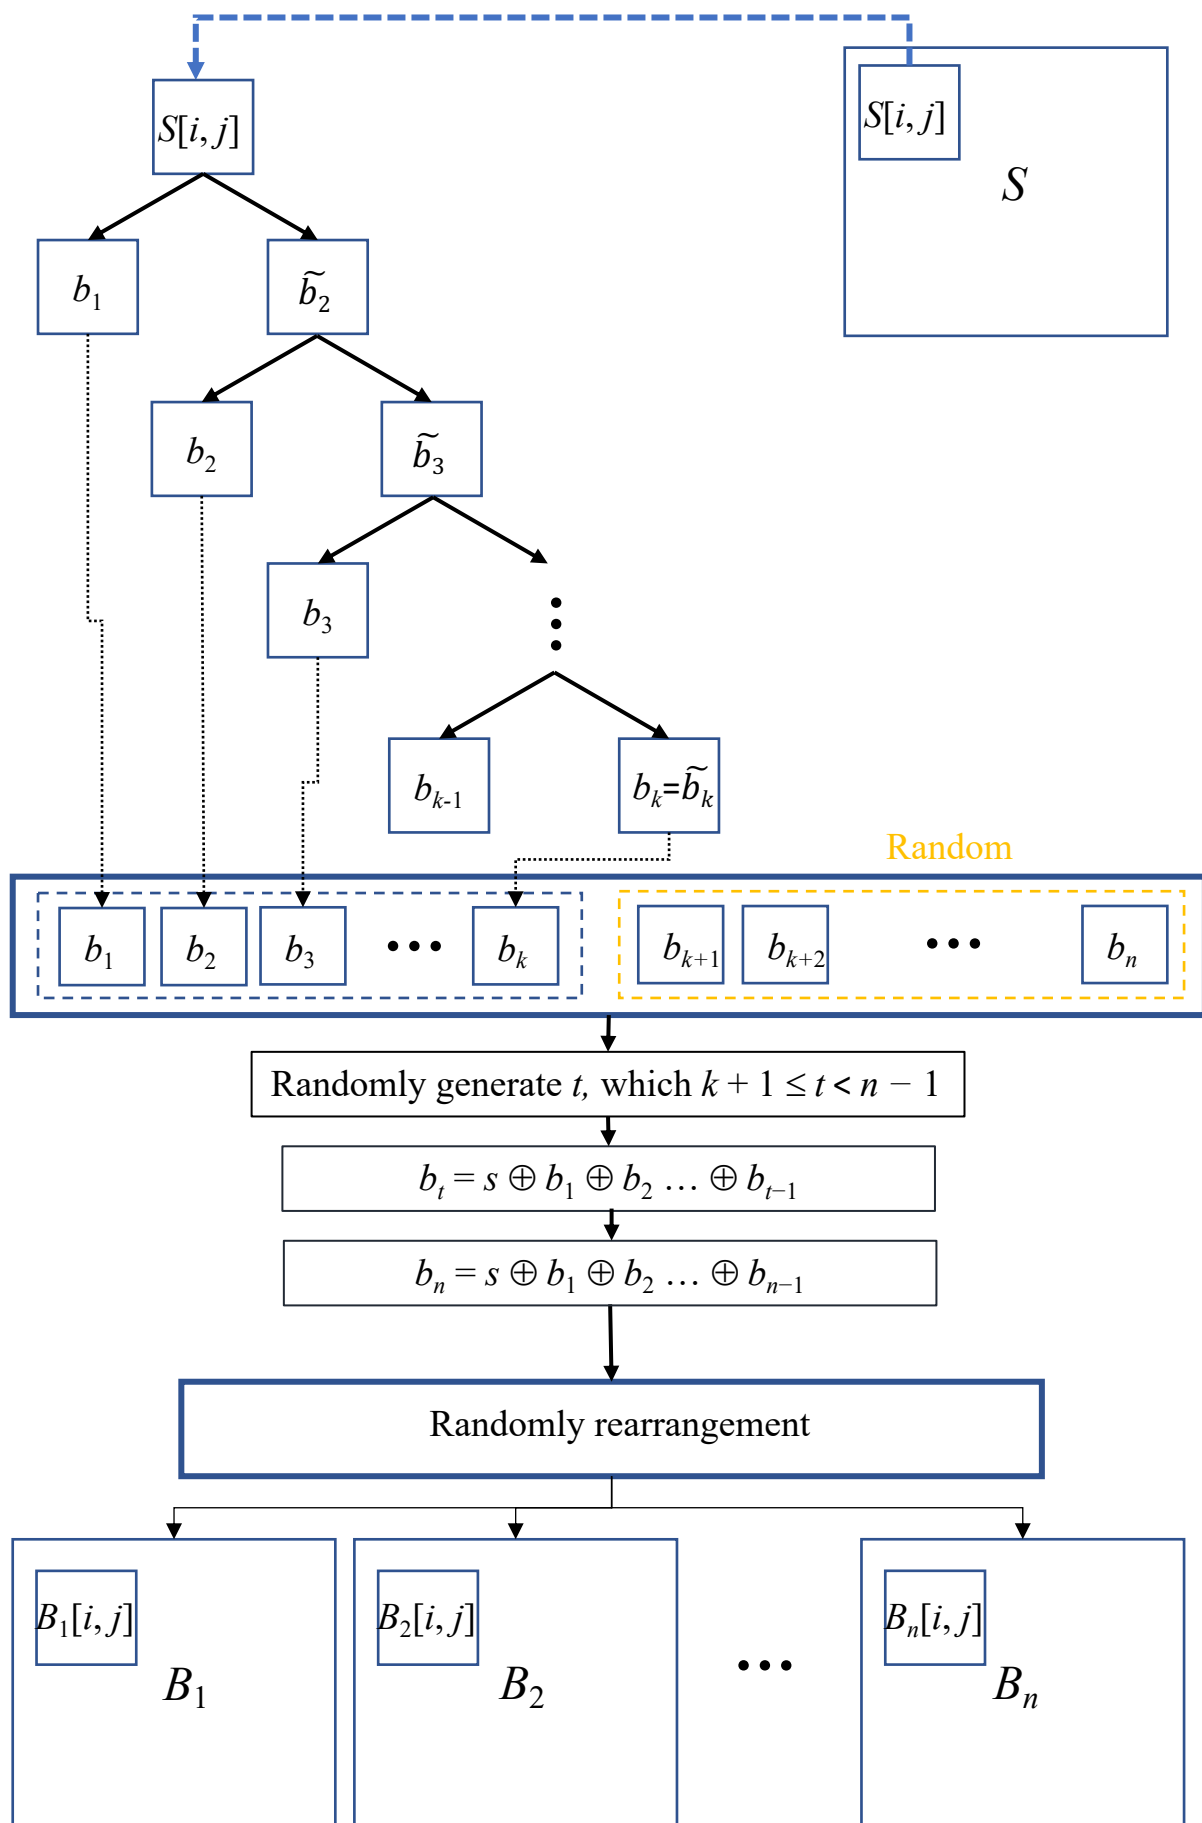 S[i, j]
S[i, j]
S
b₁
b̃₂
b₂
b̃₃
b₃
⋮
bₖ₋₁
bₖ=b̃ₖ
Random
b₁ b₂ b₃ ••• bₖ bₖ₊₁ bₖ₊₂ ••• bₙ
Randomly generate t, which k + 1 ≤ t < n − 1
bₜ = s ⊕ b₁ ⊕ b₂ … ⊕ bₜ₋₁
bₙ = s ⊕ b₁ ⊕ b₂ … ⊕ bₙ₋₁
Randomly rearrangement
B₁[i, j]
B₁
B₂[i, j]
B₂
•••
Bₙ[i, j]
Bₙ